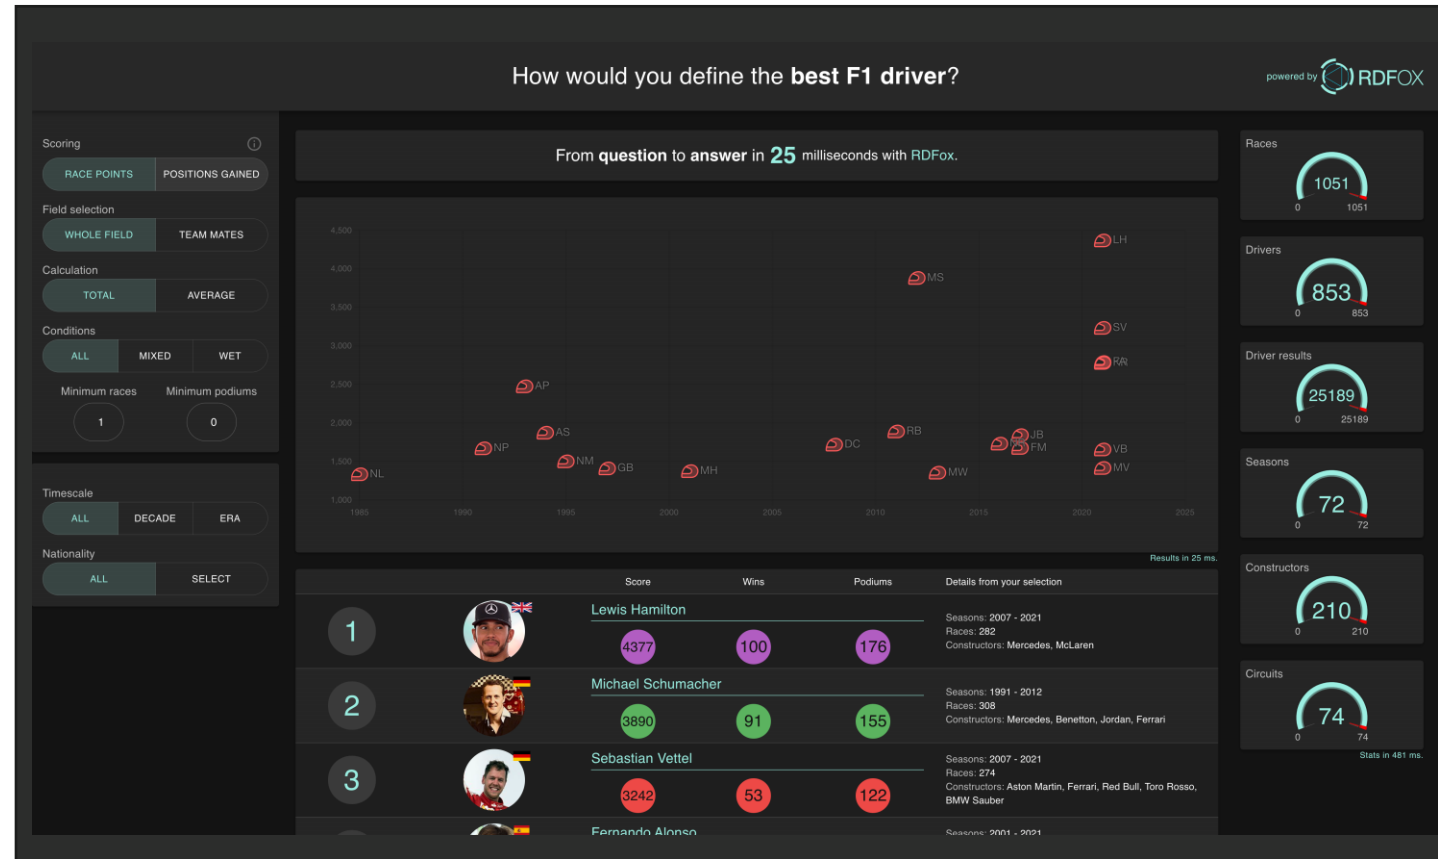 How would you define the best F1 driver?
powered by RDFOX
Scoring
RACE POINTS POSITIONS GAINED
Field selection
WHOLE FIELD TEAM MATES
Calculation
TOTAL AVERAGE
Conditions
ALL MIXED WET
Minimum races Minimum podiums
1 0
Timescale
ALL DECADE ERA
Nationality
ALL SELECT
From question to answer in 25 milliseconds with RDFox.
4,500
4,000
3,500
3,000
2,500
2,000
1,500
1,000
1985 1990 1995 2000 2005 2010 2015 2020 2025
LH
MS
SV
AP
AS
NP
NM
GB
NL
MH
DC
RB
MW
JB
FM
VB
MV
Results in 25 ms.
Score Wins Podiums Details from your selection
1
Lewis Hamilton
4377 100 176
Seasons: 2007 - 2021
Races: 282
Constructors: Mercedes, McLaren
2
Michael Schumacher
3890 91 155
Seasons: 1991 - 2012
Races: 308
Constructors: Mercedes, Benetton, Jordan, Ferrari
3
Sebastian Vettel
3242 53 122
Seasons: 2007 - 2021
Races: 274
Constructors: Aston Martin, Ferrari, Red Bull, Toro Rosso,
BMW Sauber
Fernando Alonso
Seasons: 2001 - 2021
Races
1051
0 1051
Drivers
853
0 853
Driver results
25189
0 25189
Seasons
72
0 72
Constructors
210
0 210
Circuits
74
0 74
Stats in 481 ms.